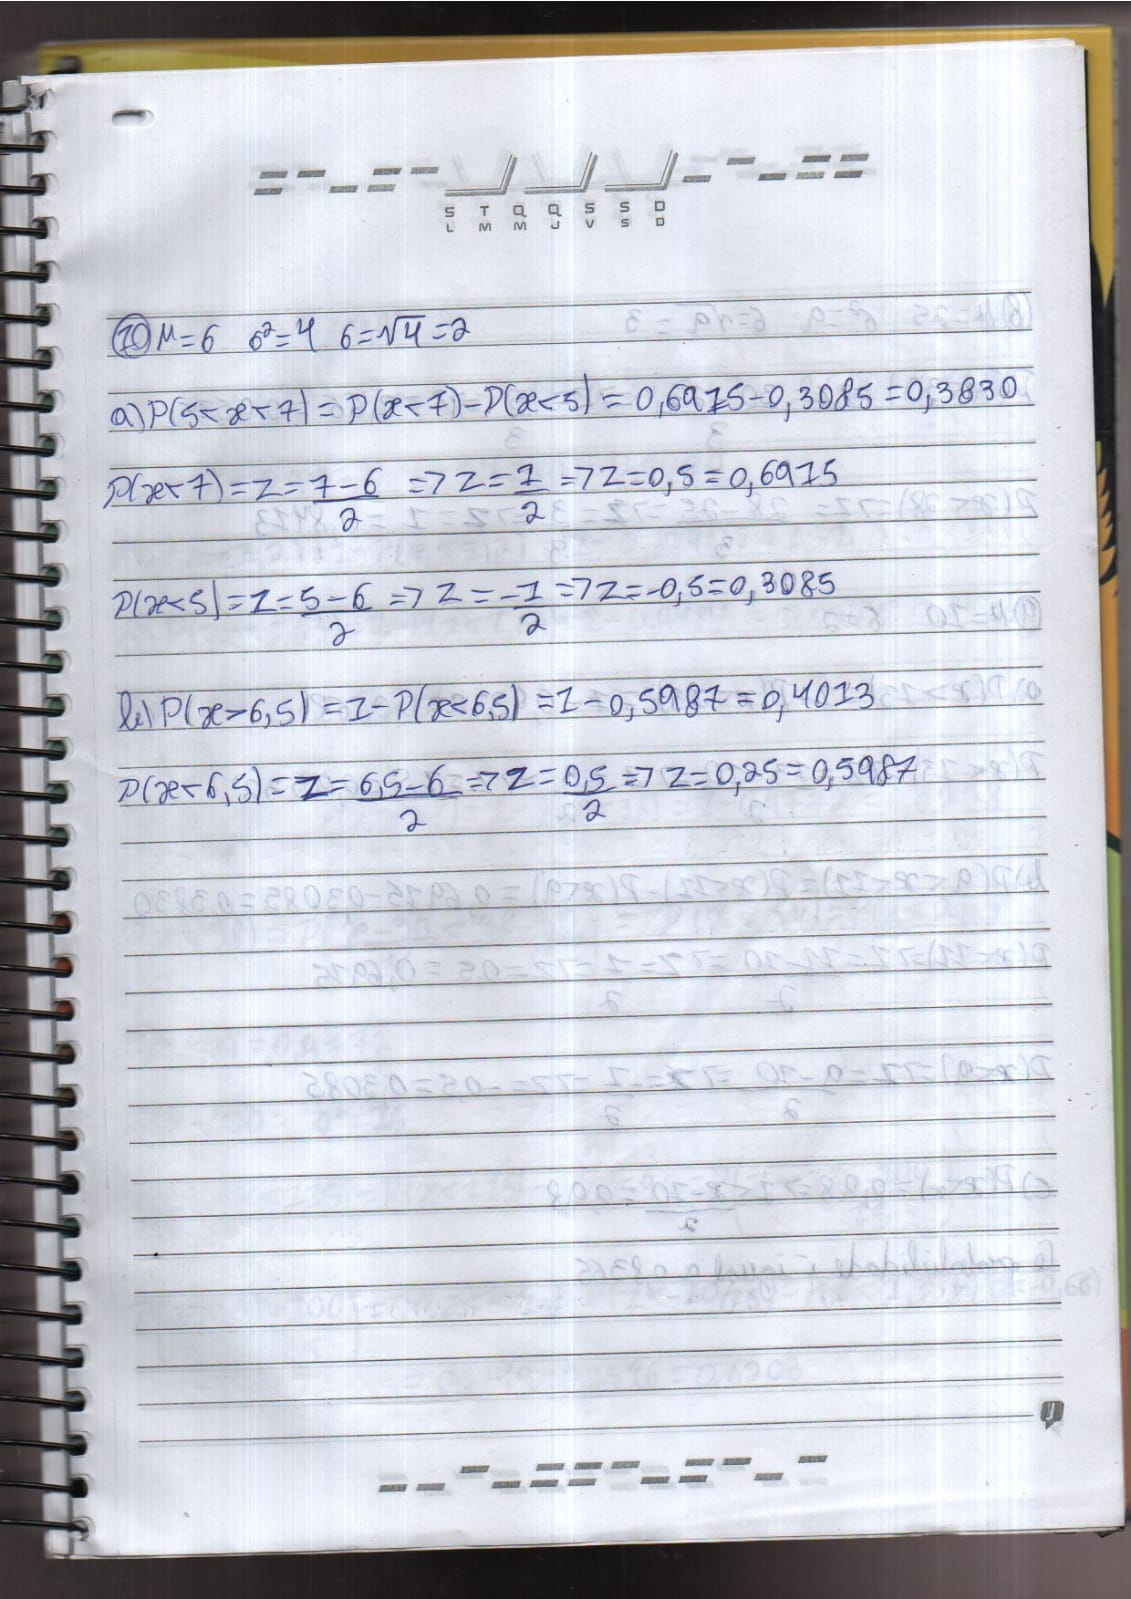 S T Q Q S S D
L M M J V S D
10) μ=6 σ²=4 σ=√4=2
a) P(5<x<7) = P(x<7)-P(x<5) = 0,6915-0,3085=0,3830
P(x<7)=Z=7-6/2 => Z=1/2 => Z=0,5=0,6915
P(x<5)=Z=5-6/2 => Z=-1/2 => Z=-0,5=0,3085
b) P(x>6,5)=1-P(x<6,5)=1-0,5987=0,4013
P(x<6,5)=Z=6,5-6/2 => Z=0,5/2 => Z=0,25=0,5987